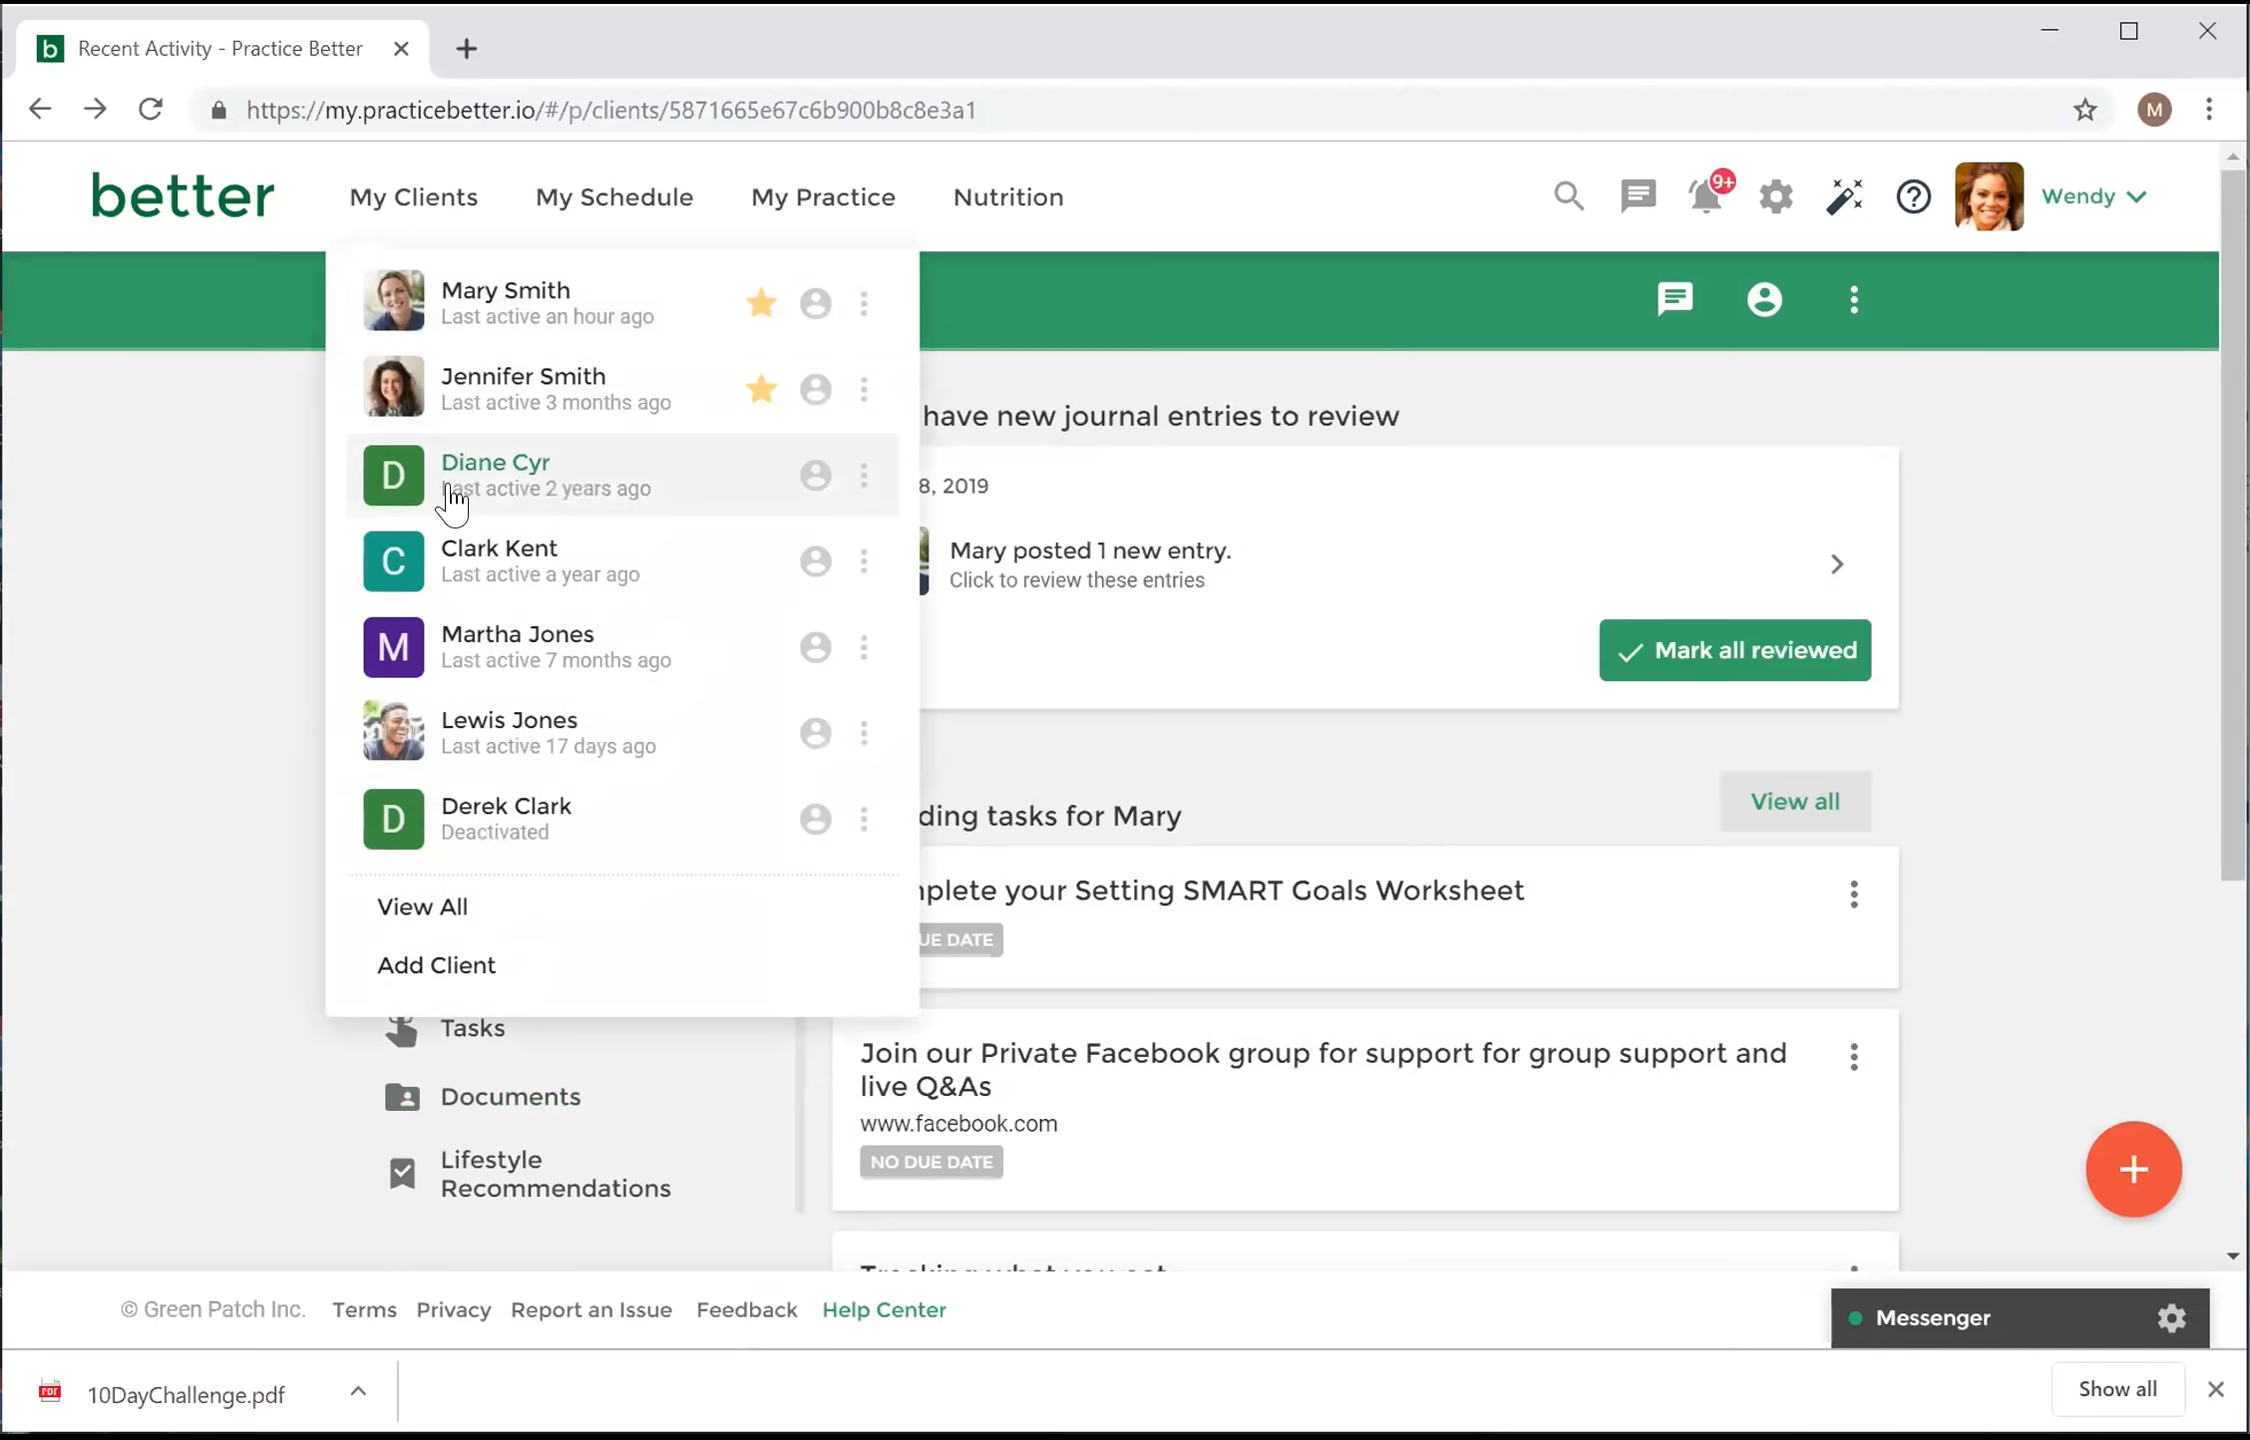 b Recent Activity - Practice Better
https://my.practicebetter.io/#/p/clients/5871665e67c6b900b8c8e3a1
M
better
My Clients
My Schedule
My Practice
Nutrition
9+
Wendy
Mary Smith
Last active an hour ago
Jennifer Smith
Last active 3 months ago
D
Diane Cyr
Last active 2 years ago
C
Clark Kent
Last active a year ago
M
Martha Jones
Last active 7 months ago
Lewis Jones
Last active 17 days ago
D
Derek Clark
Deactivated
View All
Add Client
Tasks
Documents
Lifestyle
Recommendations
have new journal entries to review
8, 2019
Mary posted 1 new entry.
Click to review these entries
Mark all reviewed
ding tasks for Mary
View all
plete your Setting SMART Goals Worksheet
UE DATE
Join our Private Facebook group for support for group support and
live Q&As
www.facebook.com
NO DUE DATE
© Green Patch Inc.
Terms
Privacy
Report an Issue
Feedback
Help Center
Messenger
PDF
10DayChallenge.pdf
Show all